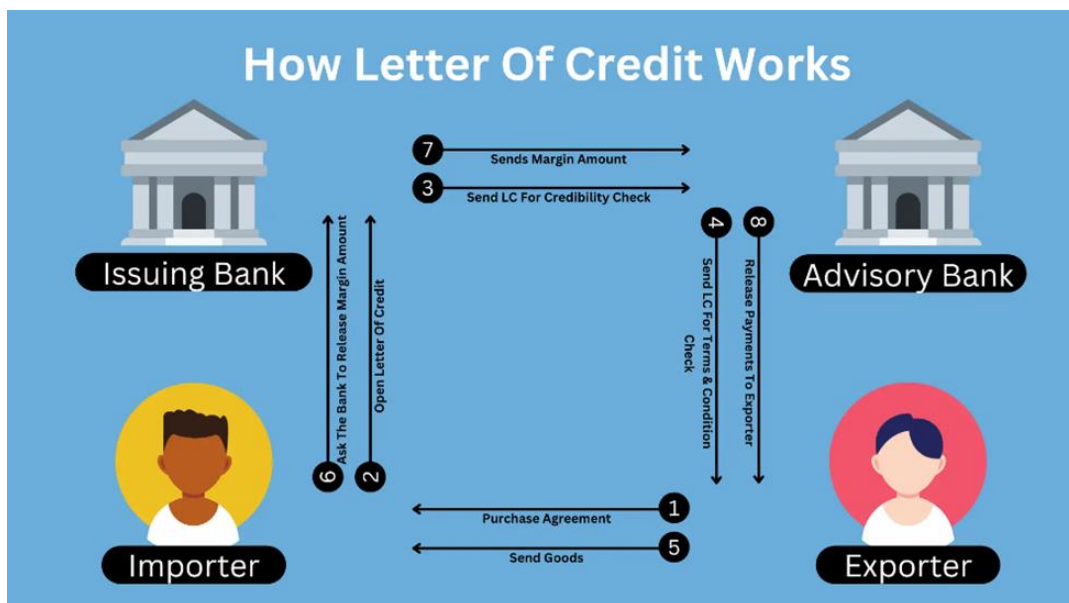 How Letter Of Credit Works
7
Sends Margin Amount
3
Send LC For Credibility Check
Issuing Bank
Advisory Bank
6
Ask The Bank To Release Margin Amount
2
Open Letter Of Credit
4
Send LC For Terms & Condition
Check
8
Release Payments To Exporter
1
Purchase Agreement
5
Send Goods
Importer
Exporter